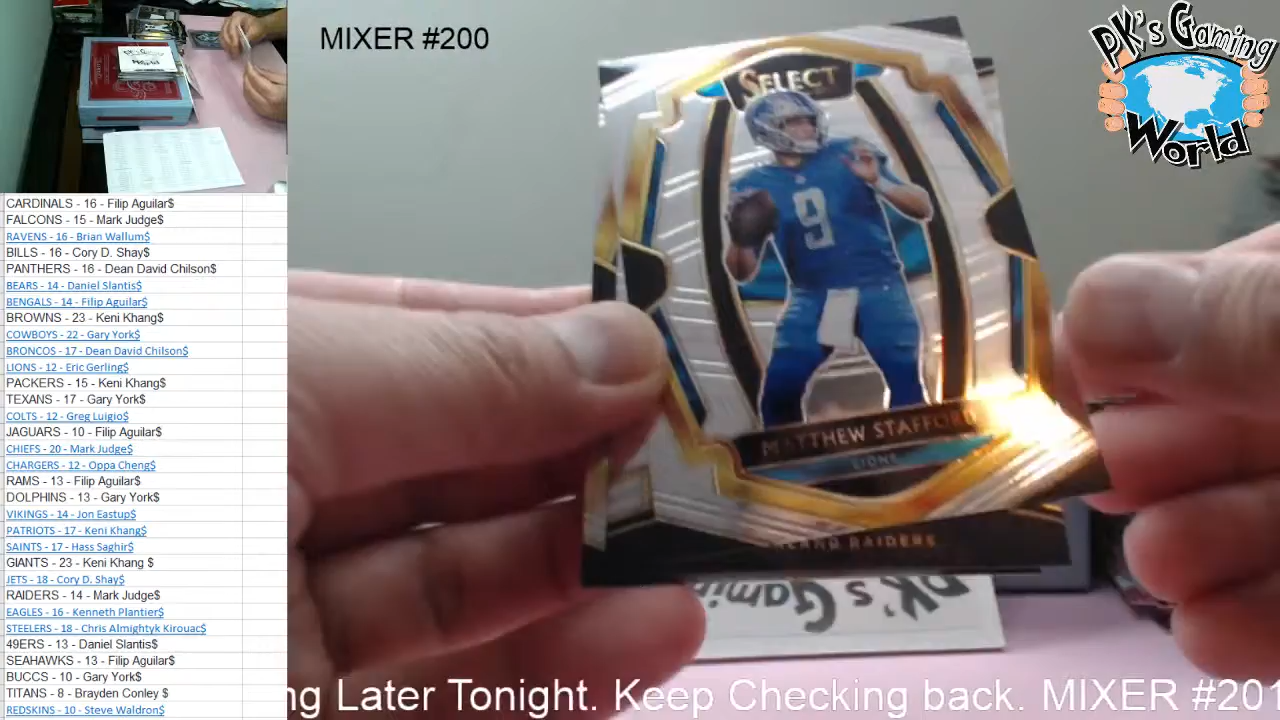 MIXER #200
PK's Gaming
World
SELECT
9
MATTHEW STAFFORD
LIONS
RAIDERS
PK's Gaming
CARDINALS - 16 - Filip Aguilar$
FALCONS - 15 - Mark Judge$
RAVENS - 16 - Brian Wallum$
BILLS - 16 - Cory D. Shay$
PANTHERS - 16 - Dean David Chilson$
BEARS - 14 - Daniel Slantis$
BENGALS - 14 - Filip Aguilar$
BROWNS - 23 - Keni Khang$
COWBOYS - 22 - Gary York$
BRONCOS - 17 - Dean David Chilson$
LIONS - 12 - Eric Gerling$
PACKERS - 15 - Keni Khang$
TEXANS - 17 - Gary York$
COLTS - 12 - Greg Luigio$
JAGUARS - 10 - Filip Aguilar$
CHIEFS - 20 - Mark Judge$
CHARGERS - 12 - Oppa Cheng$
RAMS - 13 - Filip Aguilar$
DOLPHINS - 13 - Gary York$
VIKINGS - 14 - Jon Eastup$
PATRIOTS - 17 - Keni Khang$
SAINTS - 17 - Hass Saghir$
GIANTS - 23 - Keni Khang $
JETS - 18 - Cory D. Shay$
RAIDERS - 14 - Mark Judge$
EAGLES - 16 - Kenneth Plantier$
STEELERS - 18 - Chris Almightyk Kirouac$
49ERS - 13 - Daniel Slantis$
SEAHAWKS - 13 - Filip Aguilar$
BUCCS - 10 - Gary York$
TITANS - 8 - Brayden Conley $
REDSKINS - 10 - Steve Waldron$
ng Later Tonight. Keep Checking back. MIXER #201